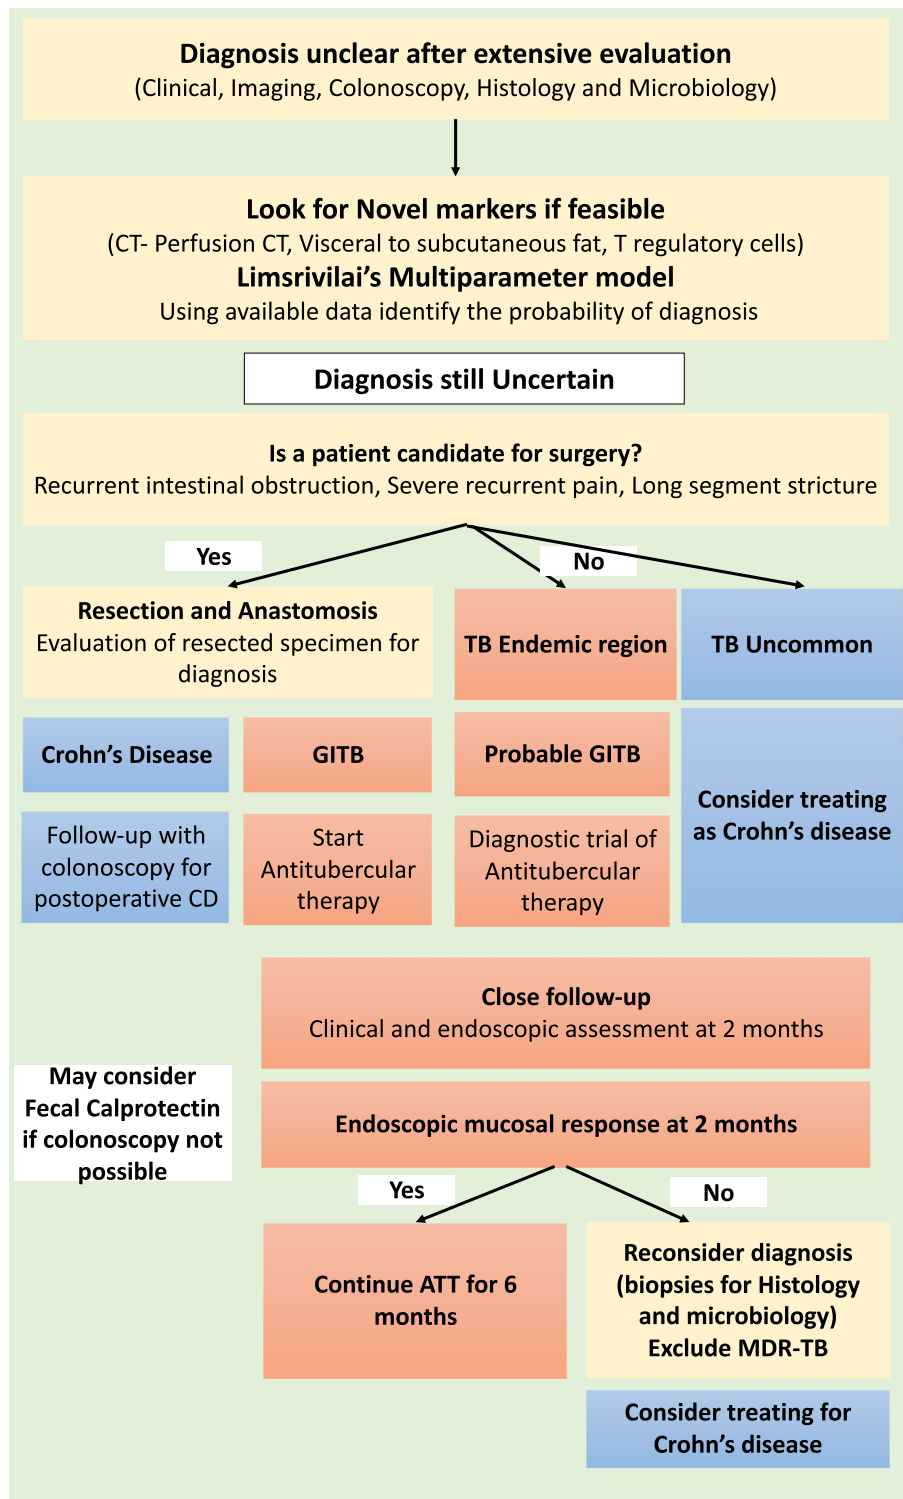 Diagnosis unclear after extensive evaluation
(Clinical, Imaging, Colonoscopy, Histology and Microbiology)
Look for Novel markers if feasible
(CT- Perfusion CT, Visceral to subcutaneous fat, T regulatory cells)
Limsrivilai’s Multiparameter model
Using available data identify the probability of diagnosis
Diagnosis still Uncertain
Is a patient candidate for surgery?
Recurrent intestinal obstruction, Severe recurrent pain, Long segment stricture
Yes
No
Resection and Anastomosis
Evaluation of resected specimen for
diagnosis
TB Endemic region
TB Uncommon
Crohn’s Disease
GITB
Probable GITB
Consider treating
as Crohn’s disease
Follow-up with
colonoscopy for
postoperative CD
Start
Antitubercular
therapy
Diagnostic trial of
Antitubercular
therapy
Close follow-up
Clinical and endoscopic assessment at 2 months
May consider
Fecal Calprotectin
if colonoscopy not
possible
Endoscopic mucosal response at 2 months
Yes
No
Continue ATT for 6
months
Reconsider diagnosis
(biopsies for Histology
and microbiology)
Exclude MDR-TB
Consider treating for
Crohn’s disease